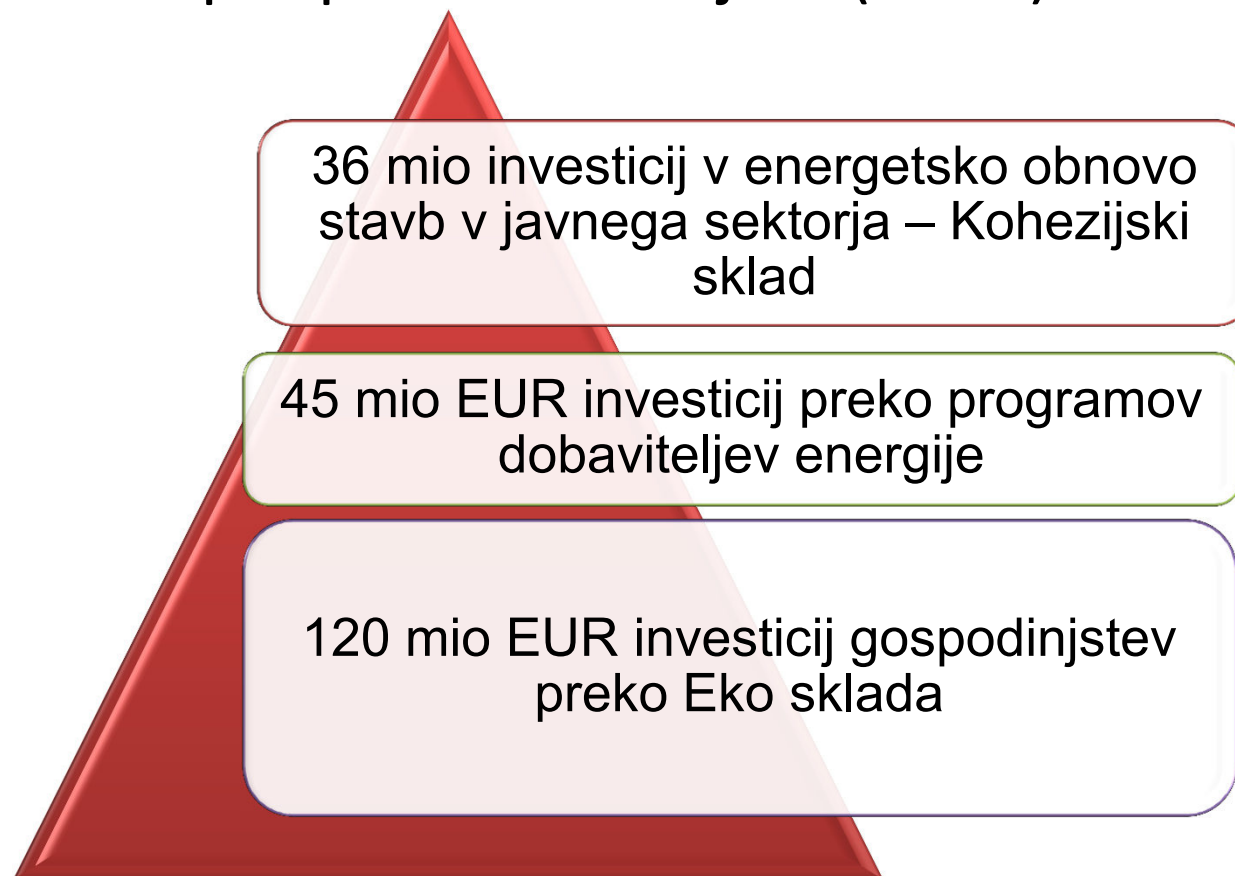 36 mio investicij v energetsko obnovo
stavb v javnega sektorja – Kohezijski
sklad
45 mio EUR investicij preko programov
dobaviteljev energije
120 mio EUR investicij gospodinjstev
preko Eko sklada